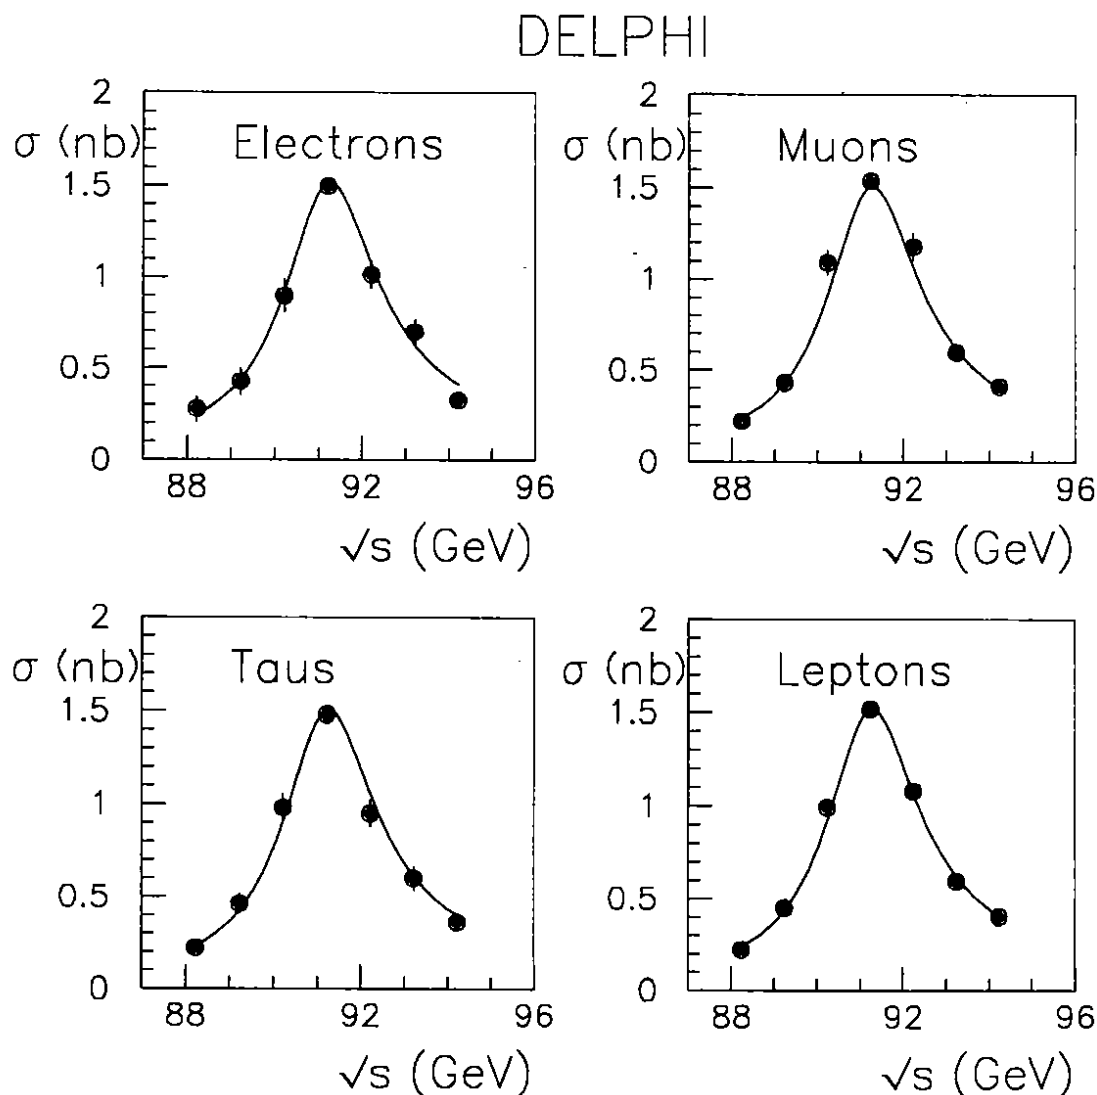 DELPHI
Electrons
σ (nb)
2
1.5
1
0.5
0
88 92 96
√s (GeV)
Muons
σ (nb)
2
1.5
1
0.5
0
88 92 96
√s (GeV)
Taus
σ (nb)
2
1.5
1
0.5
0
88 92 96
√s (GeV)
Leptons
σ (nb)
2
1.5
1
0.5
0
88 92 96
√s (GeV)